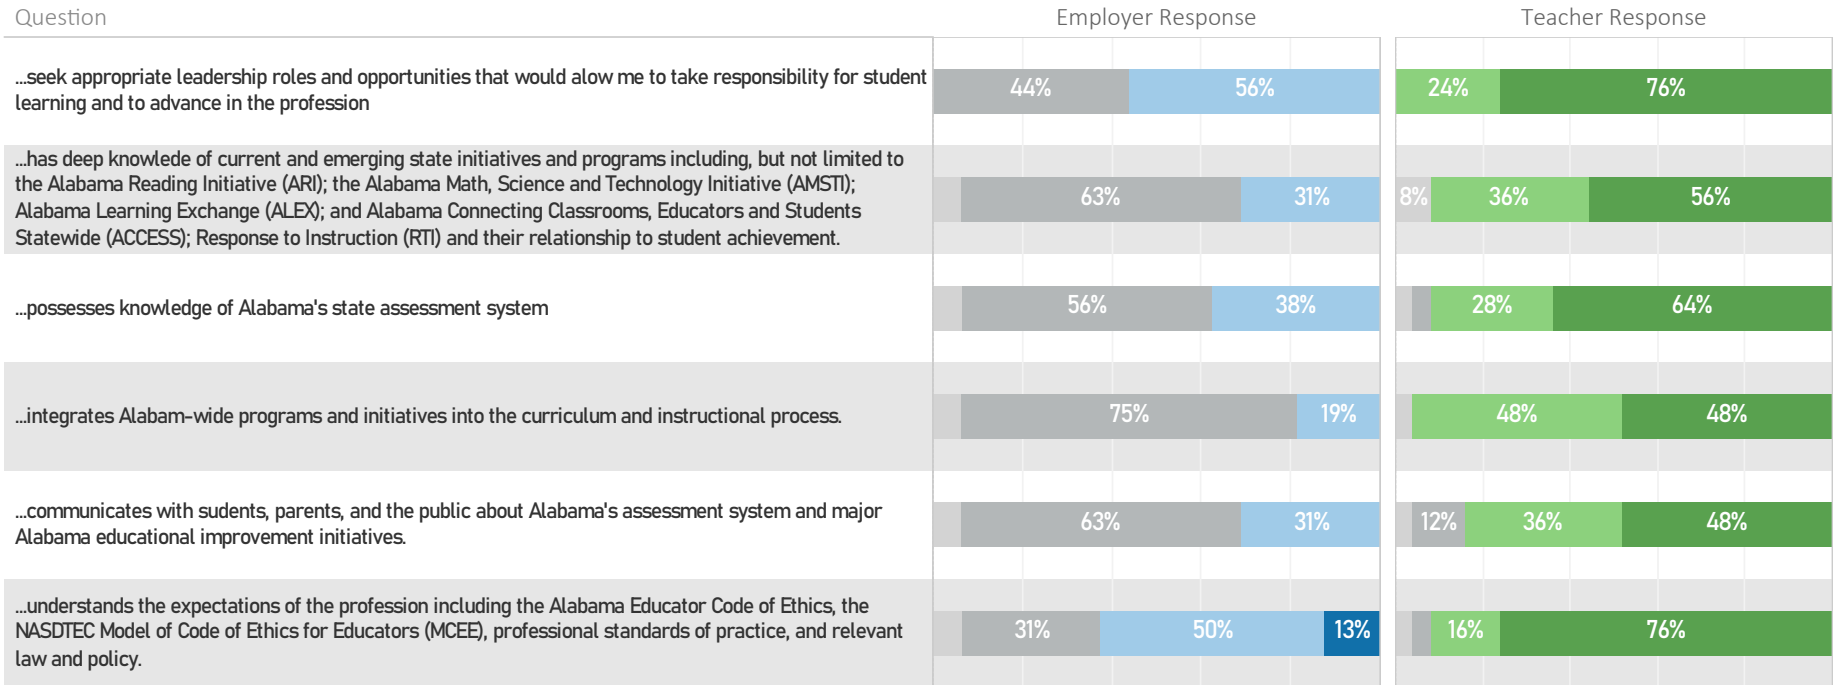 Question Employer Response Teacher Response
...seek appropriate leadership roles and opportunities that would alow me to take responsibility for student
learning and to advance in the profession
44% 56% 24% 76%
...has deep knowlede of current and emerging state initiatives and programs including, but not limited to
the Alabama Reading Initiative (ARI); the Alabama Math, Science and Technology Initiative (AMSTI);
Alabama Learning Exchange (ALEX); and Alabama Connecting Classrooms, Educators and Students
Statewide (ACCESS); Response to Instruction (RTI) and their relationship to student achievement.
63% 31% 8% 36% 56%
...possesses knowledge of Alabama's state assessment system
56% 38% 28% 64%
...integrates Alabam-wide programs and initiatives into the curriculum and instructional process.
75% 19% 48% 48%
...communicates with sudents, parents, and the public about Alabama's assessment system and major
Alabama educational improvement initiatives.
63% 31% 12% 36% 48%
...understands the expectations of the profession including the Alabama Educator Code of Ethics, the
NASDTEC Model of Code of Ethics for Educators (MCEE), professional standards of practice, and relevant
law and policy.
31% 50% 13% 16% 76%